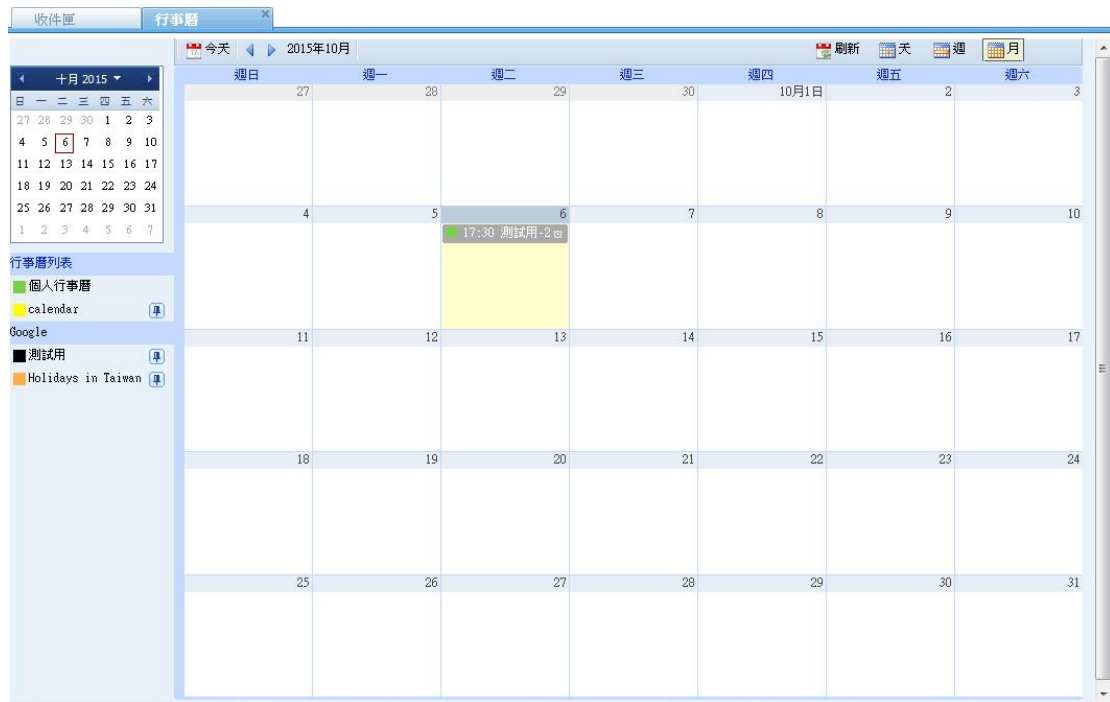 收件匣 行事曆
今天 2015年10月 刷新 天 週 月
十月 2015
日 一 二 三 四 五 六
27 28 29 30 1 2 3
4 5 6 7 8 9 10
11 12 13 14 15 16 17
18 19 20 21 22 23 24
25 26 27 28 29 30 31
1 2 3 4 5 6 7
行事曆列表
個人行事曆
calendar
Google
測試用
Holidays in Taiwan
週日 週一 週二 週三 週四 週五 週六
27 28 29 30 10月1日 2 3
4 5 6 7 8 9 10
17:30 測試用-2
11 12 13 14 15 16 17
18 19 20 21 22 23 24
25 26 27 28 29 30 31